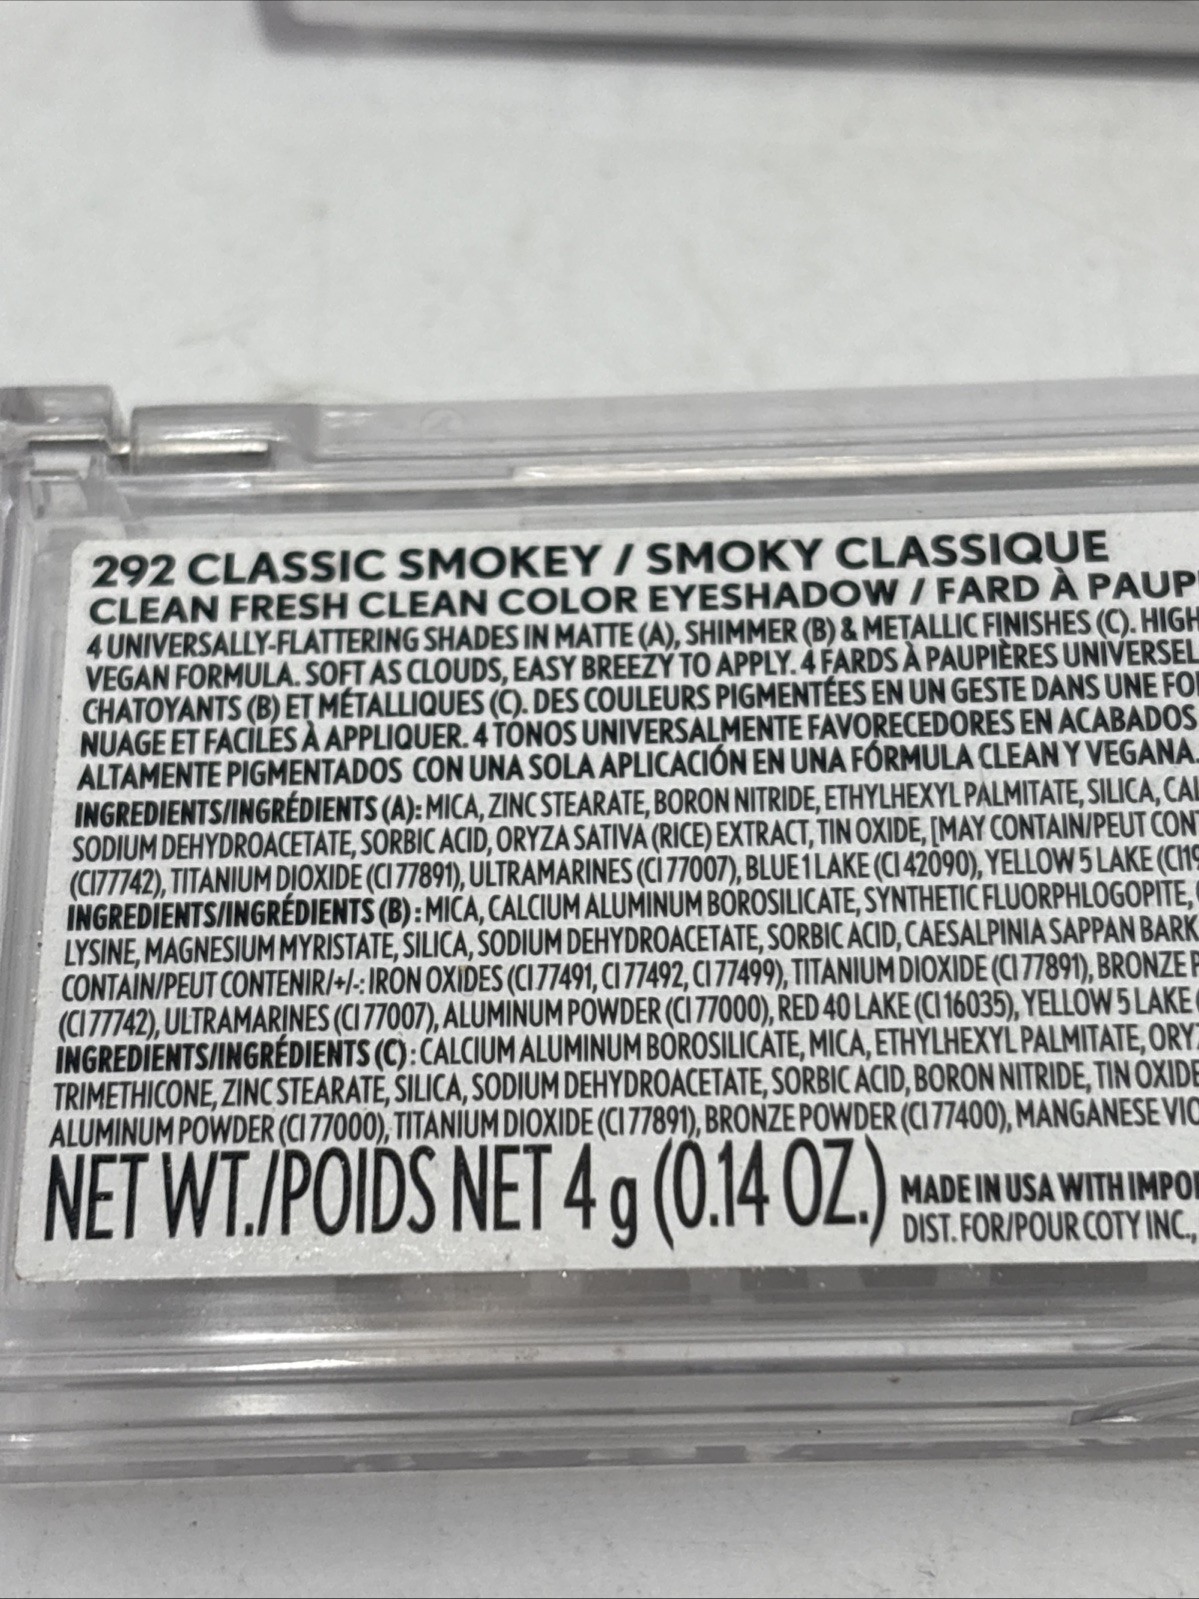 292 CLASSIC SMOKEY / SMOKY CLASSIQUE
CLEAN FRESH CLEAN COLOR EYESHADOW / FARD À
4 UNIVERSALLY-FLATTERING SHADES IN MATTE (A), SHIMMER (B) & METALLIC FINISHES (C). HIGH
VEGAN FORMULA. SOFT AS CLOUDS, EASY BREEZY TO APPLY. 4 FARDS À PAUPIÈRES
CHATOYANTS (B) ET MÉTALLIQUES (C). DES COULEURS PIGMENTÉES EN UN GESTE DANS UNE
NUAGE ET FACILES À APPLIQUER. 4 TONOS UNIVERSALMENTE FAVORECEDORES EN ACABADOS
ALTAMENTE PIGMENTADOS CON UNA SOLA APLICACIÓN EN UNA FÓRMULA CLEAN Y VEGANA.
INGREDIENTS/INGRÉDIENTS (A): MICA, ZINC STEARATE, BORON NITRIDE, ETHYLHEXYL PALMITATE, SILICA,
SODIUM DEHYDROACETATE, SORBIC ACID, ORYZA SATIVA (RICE) EXTRACT, TIN OXIDE, [MAY CONTAIN/PEUT
(CI77742), TITANIUM DIOXIDE (CI 77891), ULTRAMARINES (CI 77007), BLUE 1 LAKE (CI 42090), YELLOW 5 LAKE
INGREDIENTS/INGRÉDIENTS (B): MICA, CALCIUM ALUMINUM BOROSILICATE, SYNTHETIC FLUORPHLOGOPITE,
LYSINE, MAGNESIUM MYRISTATE, SILICA, SODIUM DEHYDROACETATE, SORBIC ACID, CAESALPINIA SAPPAN BARK
CONTAIN/PEUT CONTENIR/+/-: IRON OXIDES (CI 77491, CI 77492, CI 77499), TITANIUM DIOXIDE (CI 77891), BRONZE
(CI 77742), ULTRAMARINES (CI 77007), ALUMINUM POWDER (CI 77000), RED 40 LAKE (CI 16035), YELLOW 5 LAKE
INGREDIENTS/INGRÉDIENTS (C): CALCIUM ALUMINUM BOROSILICATE, MICA, ETHYLHEXYL PALMITATE,
TRIMETHICONE, ZINC STEARATE, SILICA, SODIUM DEHYDROACETATE, SORBIC ACID, BORON NITRIDE, TIN OXIDE
ALUMINUM POWDER (CI 77000), TITANIUM DIOXIDE (CI 77891), BRONZE POWDER (CI 77400), MANGANESE
NET WT./POIDS NET 4 g (0.14 OZ.)
MADE IN USA WITH
DIST. FOR/POUR COTY INC.,